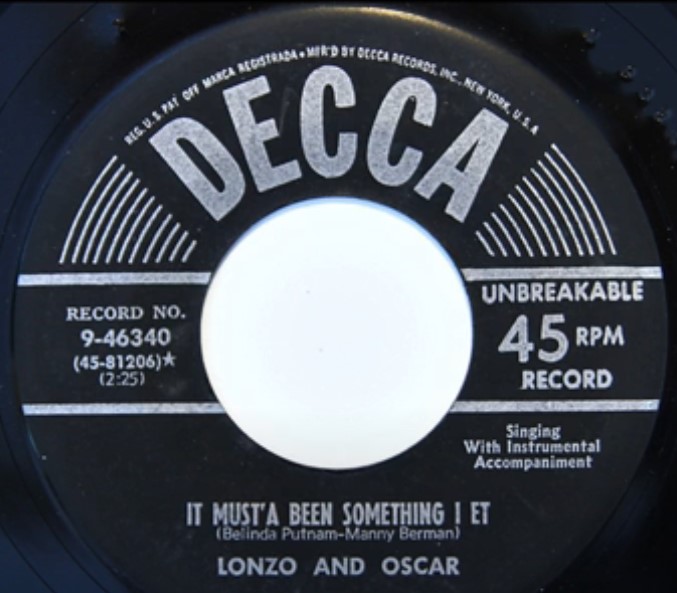 REG. U.S. PAT. OFF. MARCA REGISTRADA • MFR'D BY DECCA RECORDS, INC., NEW YORK, U.S.A
DECCA
RECORD NO.
9-46340
(45-81206)★
(2:25)
UNBREAKABLE
45 RPM
RECORD
Singing
With Instrumental
Accompaniment
IT MUST'A BEEN SOMETHING I ET
(Belinda Putnam-Manny Berman)
LONZO AND OSCAR